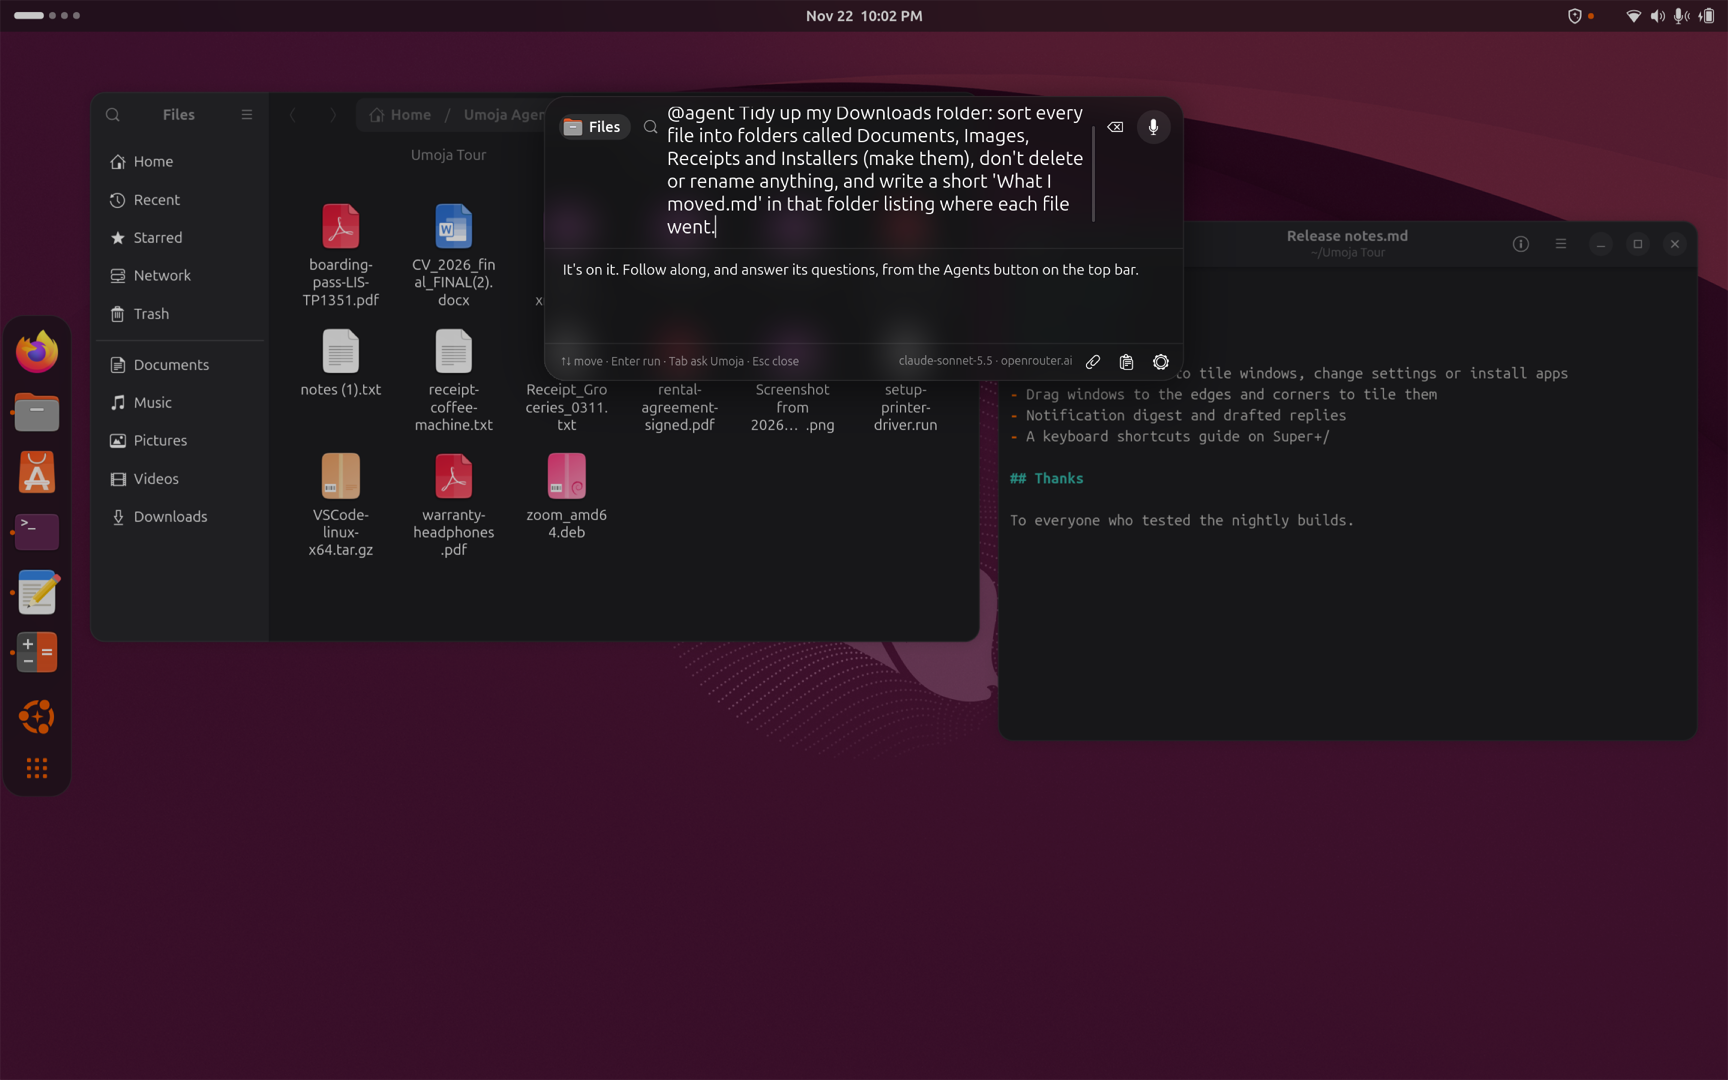 Nov 22 10:02 PM
Files
Home / Umoja Agen
Home
Recent
Starred
Network
Trash
Documents
Music
Pictures
Videos
Downloads
Umoja Tour
boarding-
pass-LIS-
TP1351.pdf
CV_2026_fin
al_FINAL(2).
docx
x
notes (1).txt
receipt-
coffee-
machine.txt
Receipt_Gro
ceries_0311.
txt
rental-
agreement-
signed.pdf
Screenshot
from
2026... .png
setup-
printer-
driver.run
VSCode-
linux-
x64.tar.gz
warranty-
headphones
.pdf
zoom_amd6
4.deb
Files
@agent Tidy up my Downloads folder: sort every
file into folders called Documents, Images,
Receipts and Installers (make them), don't delete
or rename anything, and write a short 'What I
moved.md' in that folder listing where each file
went.
It's on it. Follow along, and answer its questions, from the Agents button on the top bar.
↑↓ move · Enter run · Tab ask Umoja · Esc close
claude-sonnet-5.5 · openrouter.ai
Release notes.md
~/Umoja Tour
to tile windows, change settings or install apps
- Drag windows to the edges and corners to tile them
- Notification digest and drafted replies
- A keyboard shortcuts guide on Super+/
## Thanks
To everyone who tested the nightly builds.